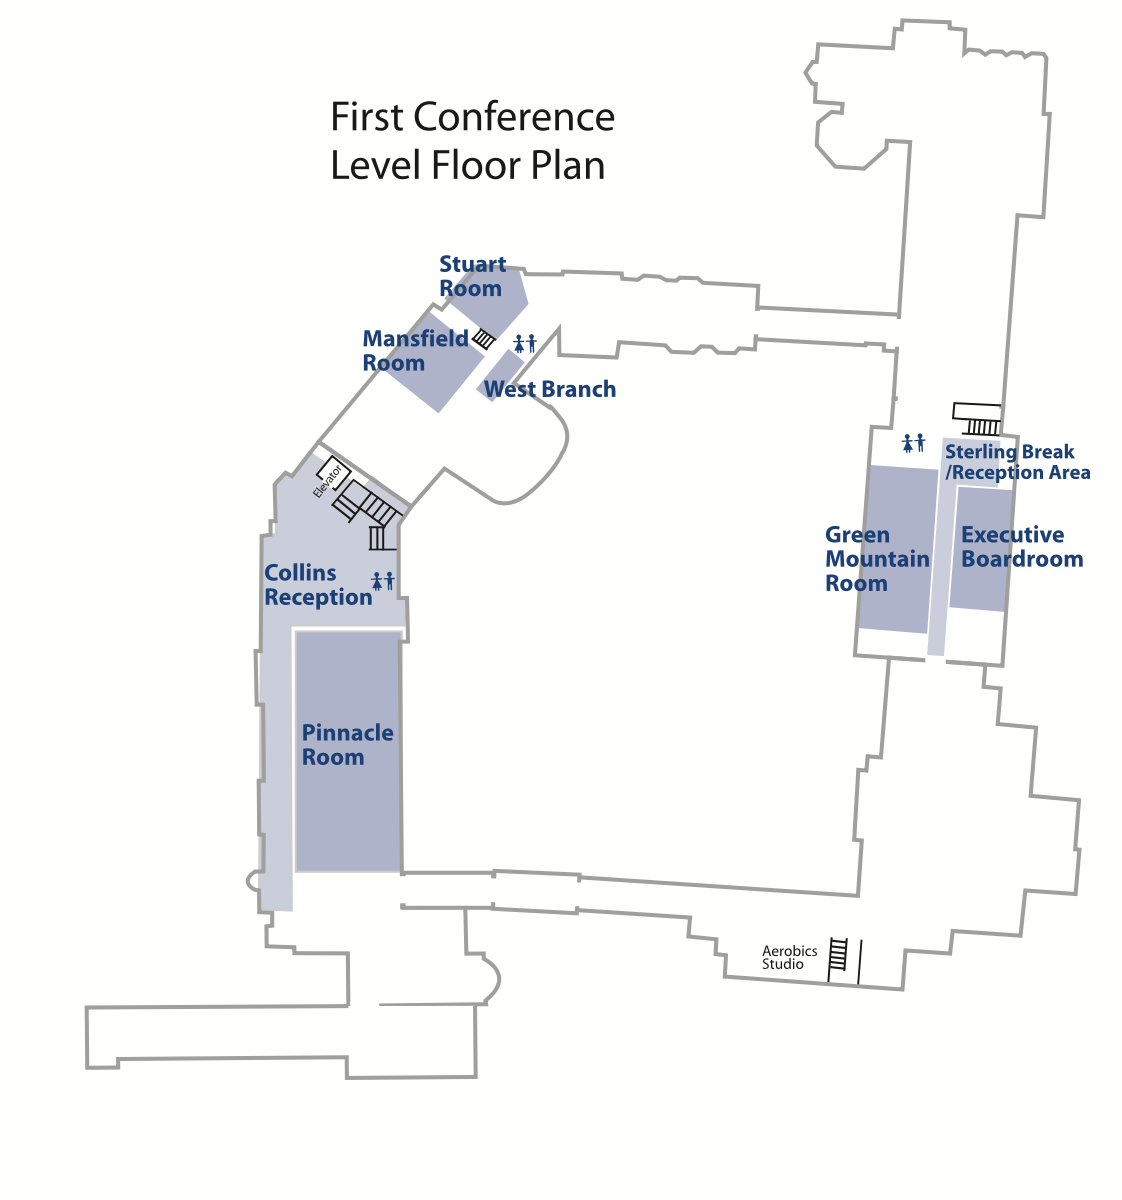 First Conference
Level Floor Plan
Stuart
Room
Mansfield
Room
West Branch
Elevator
Sterling Break
/Reception Area
Green
Mountain
Room
Executive
Boardroom
Collins
Reception
Pinnacle
Room
Aerobics
Studio